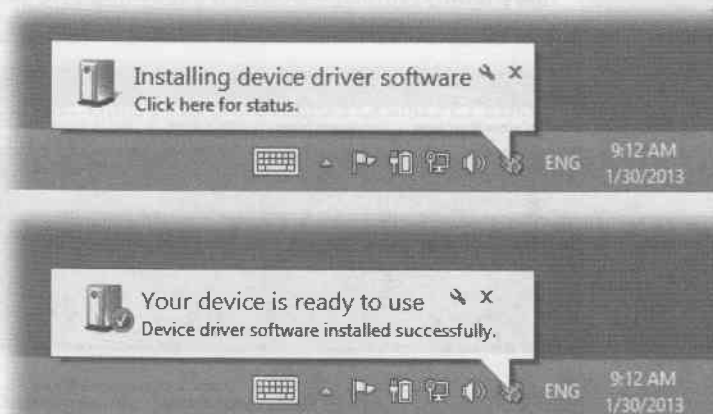 Installing device driver software
Click here for status.
ENG
9:12 AM
1/30/2013
Your device is ready to use
Device driver software installed successfully.
ENG
9:12 AM
1/30/2013